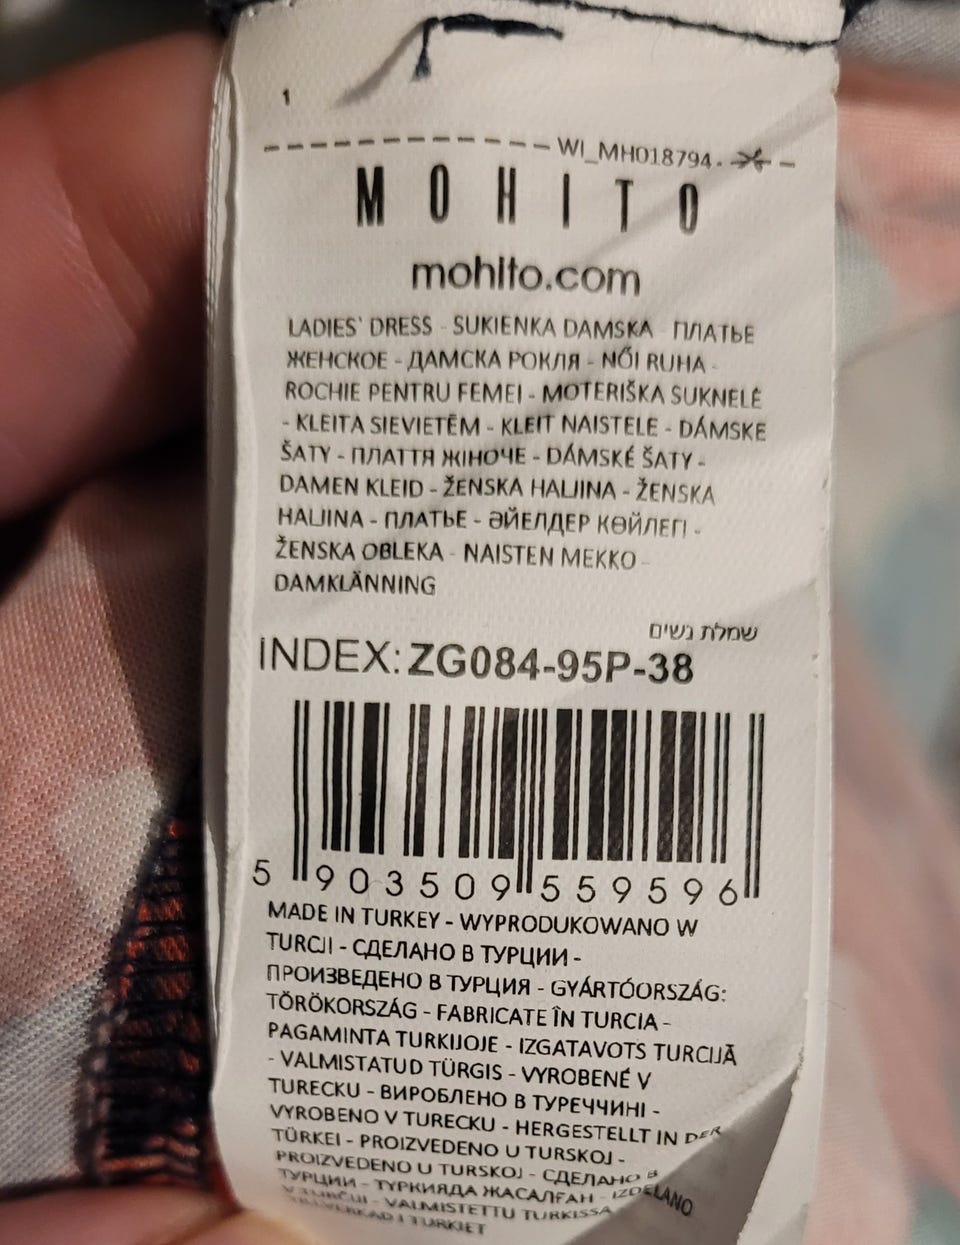 1
WI_MH018794
MOHITO
mohito.com
LADIES' DRESS - SUKIENKA DAMSKA - ПЛАТЬЕ
ЖЕНСКОЕ - ДАМСКА РОКЛЯ - NŐI RUHA -
ROCHIE PENTRU FEMEI - MOTERIŠKA SUKNELĖ
- KLEITA SIEVIETĒM - KLEIT NAISTELE - DÁMSKE
ŠATY - ПЛАТТЯ ЖІНОЧЕ - DÁMSKÉ ŠATY -
DAMEN KLEID - ŽENSKA HALJINA - ŽENSKA
HALJINA - ПЛАТЬЕ - ӘЙЕЛДЕР КӨЙЛЕГІ -
ŽENSKA OBLEKA - NAISTEN MEKKO -
DAMKLÄNNING
שמלת נשים
INDEX: ZG084-95P-38
5 903509 559596
MADE IN TURKEY - WYPRODUKOWANO W
TURCJI - СДЕЛАНО В ТУРЦИИ -
ПРОИЗВЕДЕНО В ТУРЦИЯ - GYÁRTÓORSZÁG:
TÖRÖKORSZÁG - FABRICATE ÎN TURCIA -
PAGAMINTA TURKIJOJE - IZGATAVOTS TURCIJĀ
- VALMISTATUD TÜRGIS - VYROBENÉ V
TURECKU - ВИРОБЛЕНО В ТУРЕЧЧИНІ -
VYROBENO V TURECKU - HERGESTELLT IN DER
TÜRKEI - PROIZVEDENO U TURSKOJ -
PROIZVEDENO U TURSKOJ - СДЕЛАНО В
ТУРЦИИ - ТУРКИЯДА ЖАСАЛҒАН - IZDELANO
V TURČIJI - VALMISTETTU TURKISSA
TILLVERKAD I TURKIET